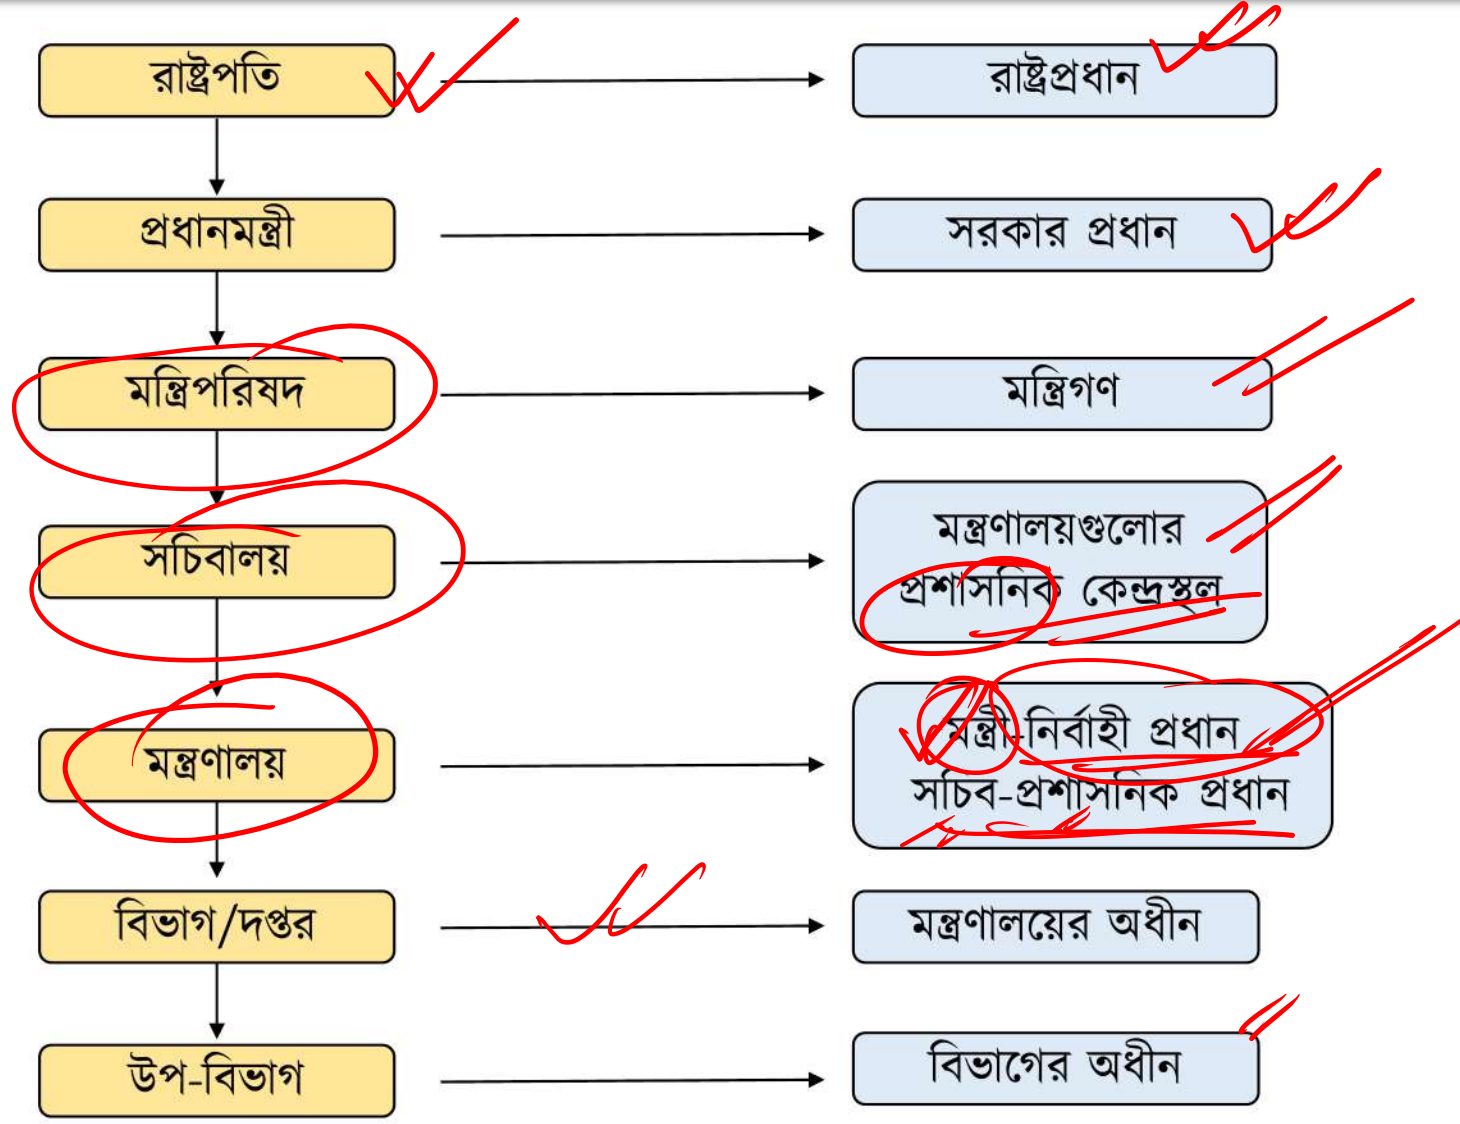 রাষ্ট্রপতি
রাষ্ট্রপ্রধান
প্রধানমন্ত্রী
সরকার প্রধান
মন্ত্রিপরিষদ
মন্ত্রিগণ
সচিবালয়
মন্ত্রণালয়গুলোর
প্রশাসনিক কেন্দ্রস্থল
মন্ত্রণালয়
মন্ত্রী-নির্বাহী প্রধান
সচিব-প্রশাসনিক প্রধান
বিভাগ/দপ্তর
মন্ত্রণালয়ের অধীন
উপ-বিভাগ
বিভাগের অধীন